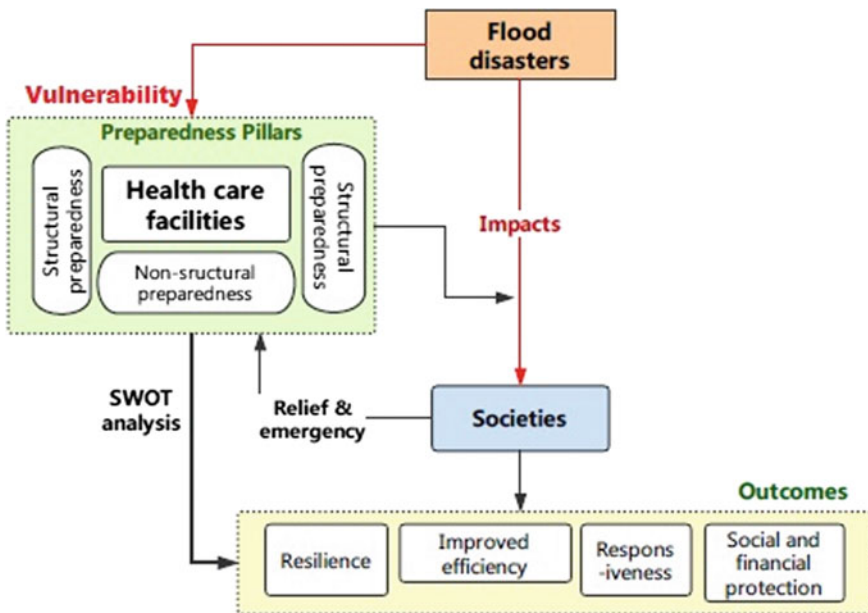 Flood
disasters
Vulnerability
Preparedness Pillars
Structural
preparedness
Health care
facilities
Non-sructural
preparedness
Structural
preparedness
Impacts
SWOT
analysis
Relief &
emergency
Societies
Outcomes
Resilience
Improved
efficiency
Respons
-iveness
Social and
financial
protection